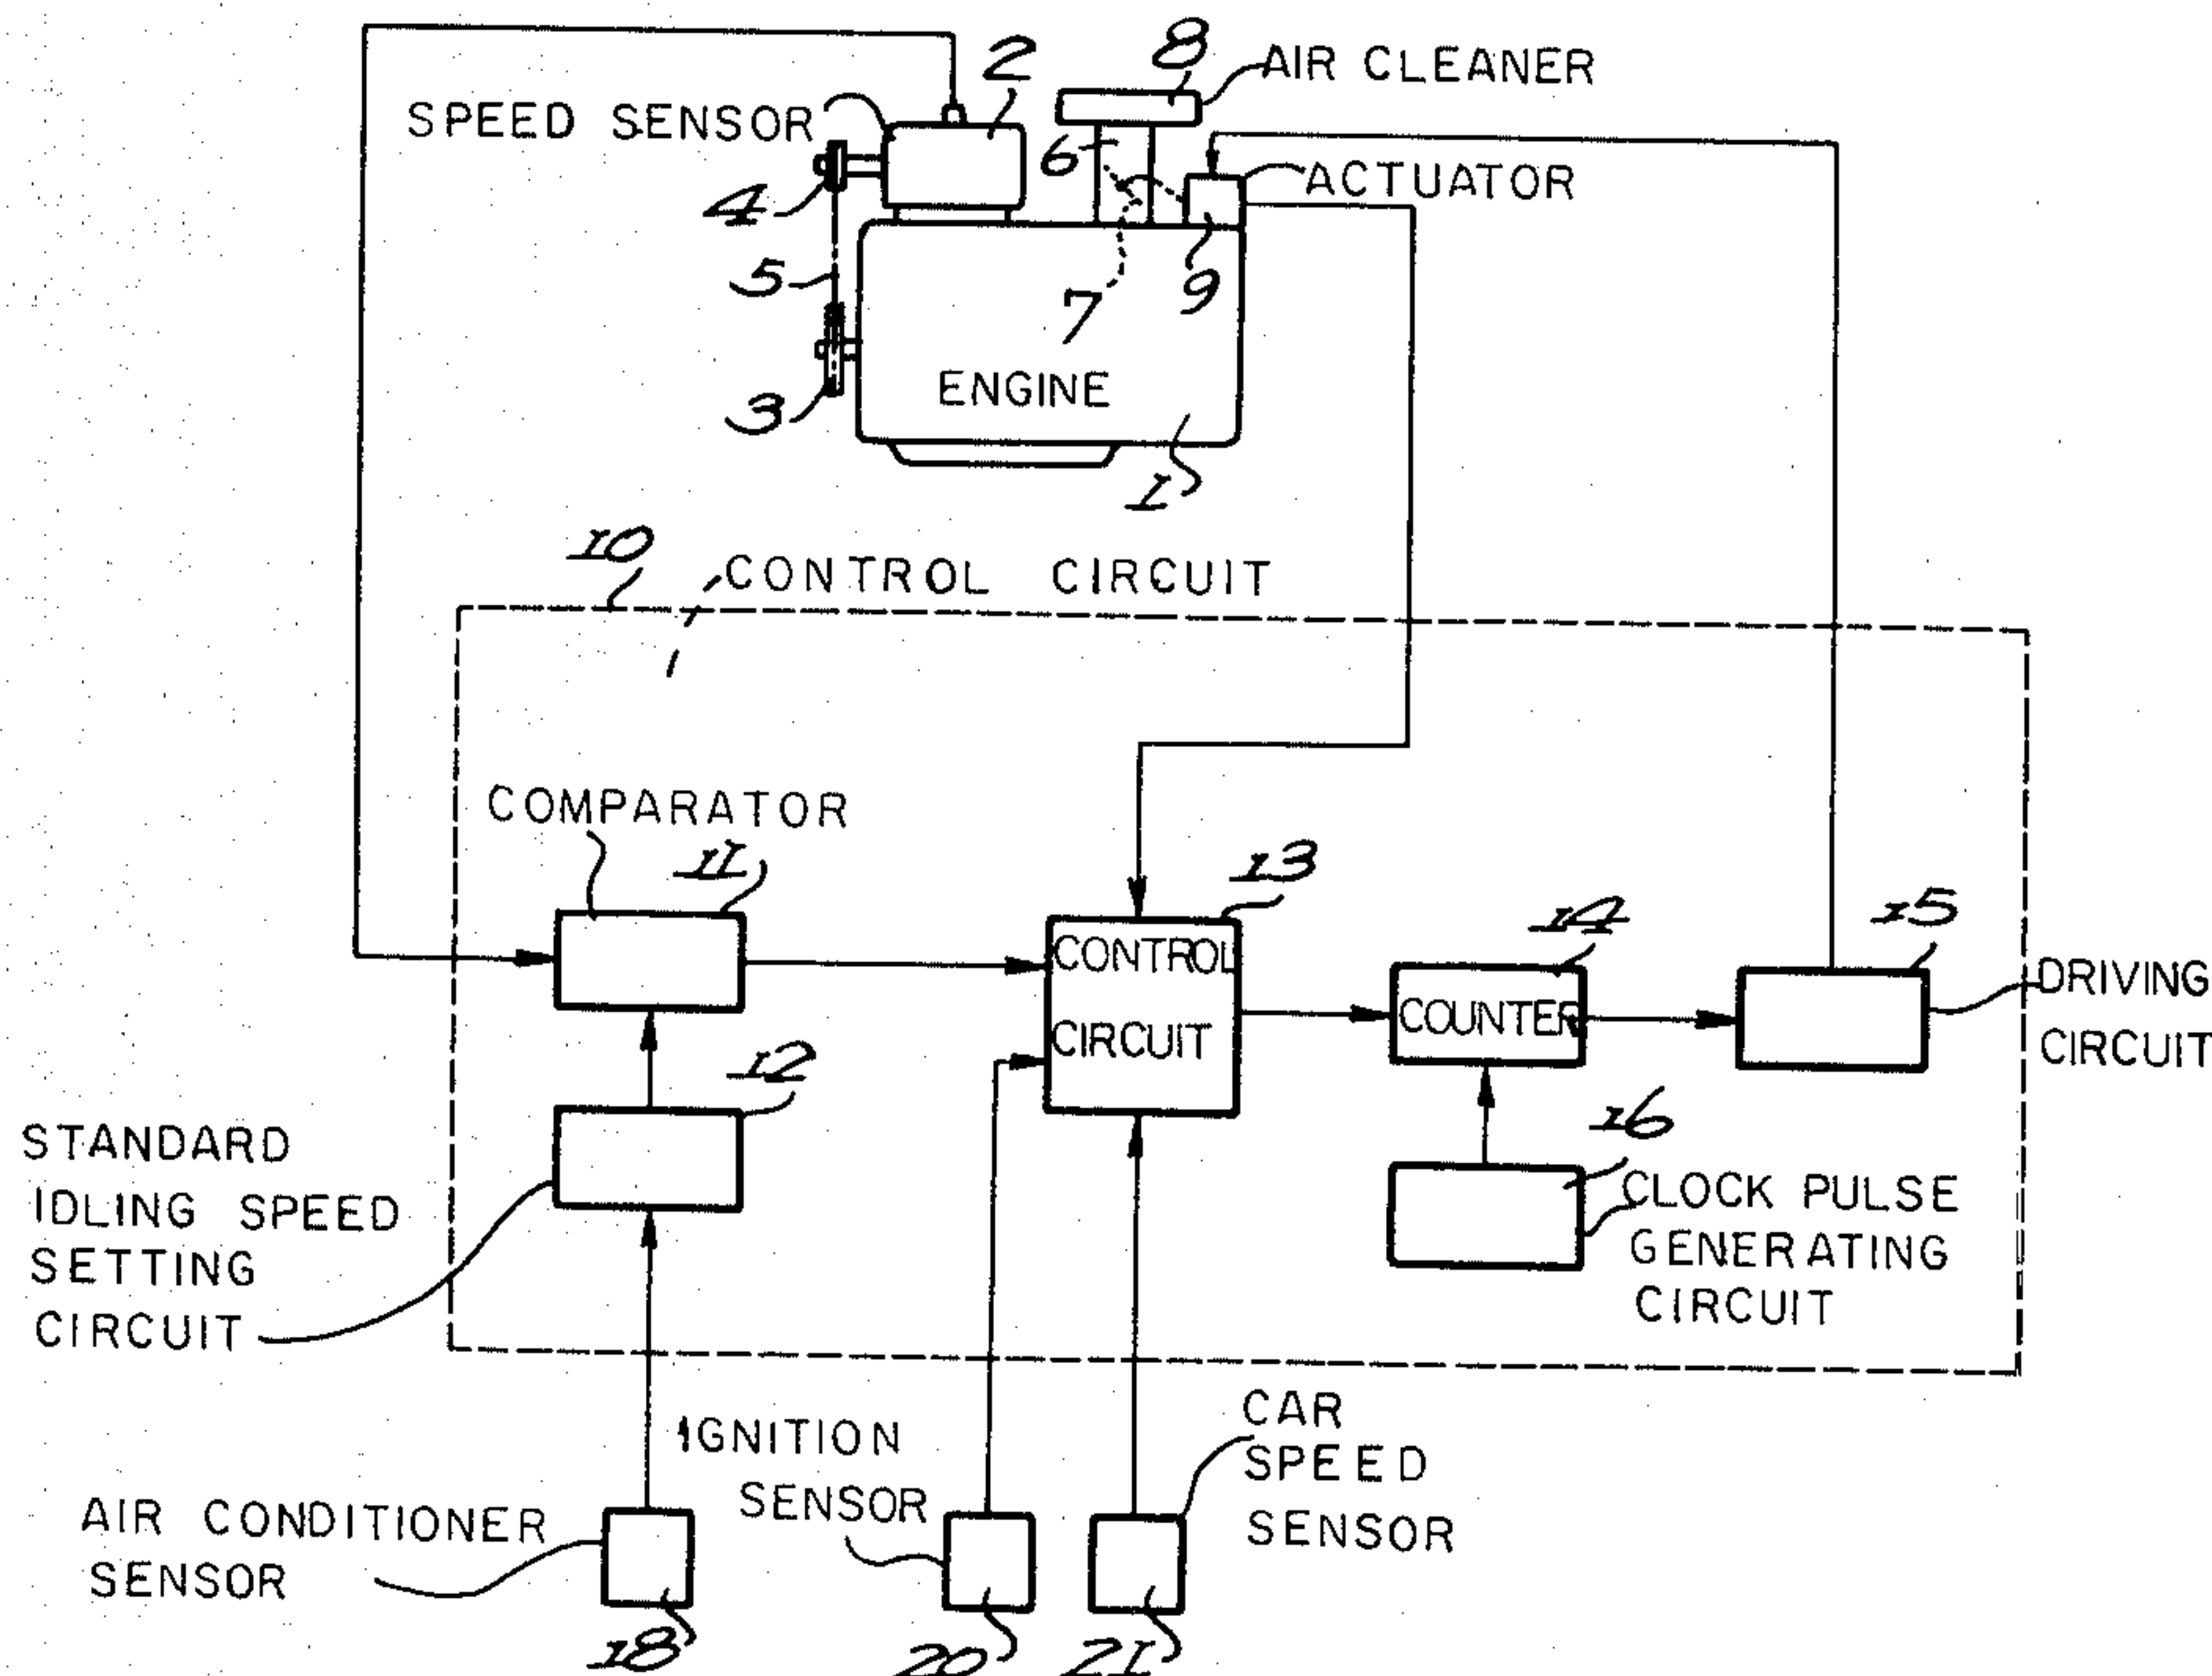 2
8
AIR CLEANER
SPEED SENSOR
6
ACTUATOR
4
5
7
9
3
ENGINE
1
10
CONTROL CIRCUIT
COMPARATOR
11
13
CONTROL
CIRCUIT
14
COUNTER
15
DRIVING
CIRCUIT
12
STANDARD
IDLING SPEED
SETTING
CIRCUIT
16
CLOCK PULSE
GENERATING
CIRCUIT
IGNITION
SENSOR
CAR
SPEED
SENSOR
AIR CONDITIONER
SENSOR
18
20
21